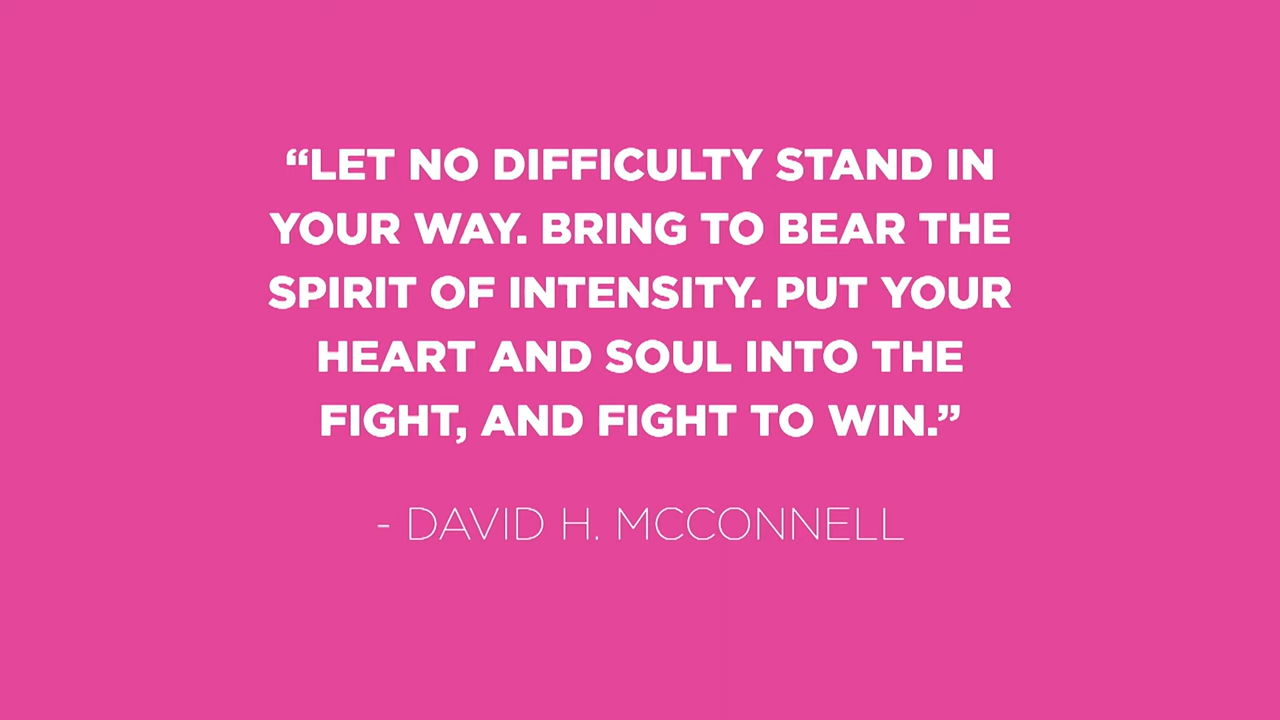 “LET NO DIFFICULTY STAND IN
YOUR WAY. BRING TO BEAR THE
SPIRIT OF INTENSITY. PUT YOUR
HEART AND SOUL INTO THE
FIGHT, AND FIGHT TO WIN.”
- DAVID H. MCCONNELL